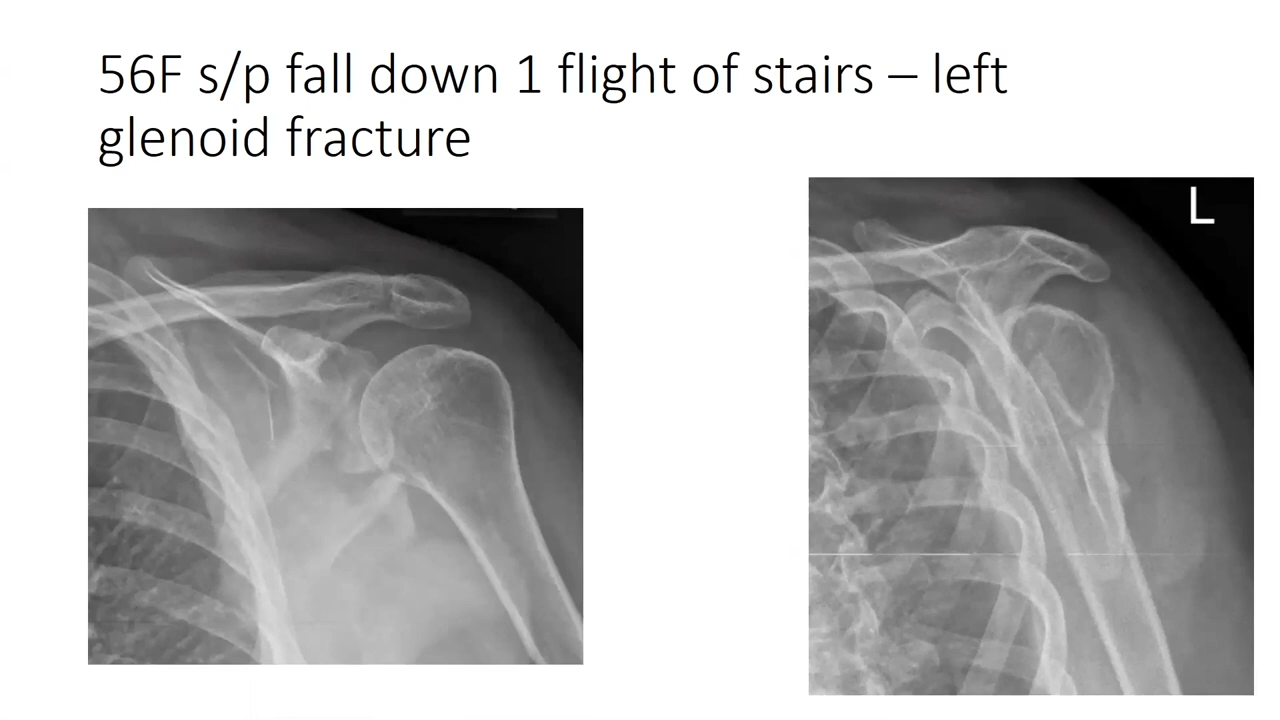 56F s/p fall down 1 flight of stairs – left
glenoid fracture
L